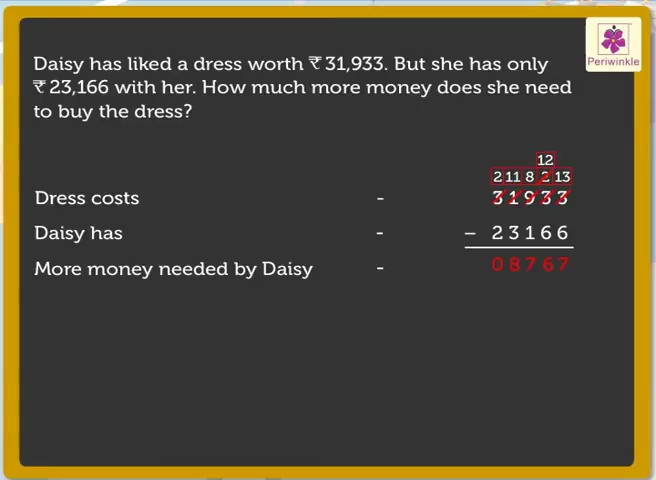 Periwinkle
Daisy has liked a dress worth ₹ 31,933. But she has only
₹ 23,166 with her. How much more money does she need
to buy the dress?
12
2 11 8 2 13
Dress costs - 3 1 9 3 3
Daisy has - – 2 3 1 6 6
More money needed by Daisy - 0 8 7 6 7